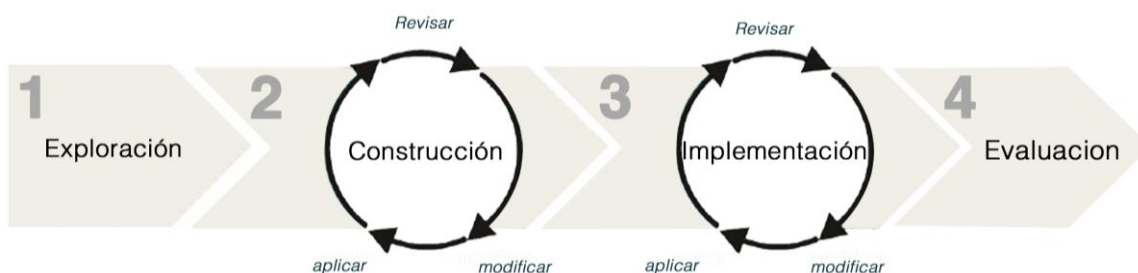 1
Exploración
2
Revisar
Construcción
aplicar
modificar
3
Revisar
Implementación
aplicar
modificar
4
Evaluacion